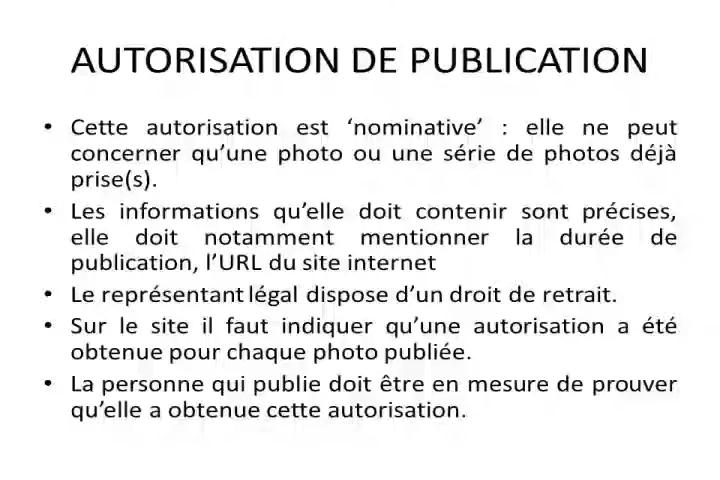 AUTORISATION DE PUBLICATION
• Cette autorisation est ‘nominative’ : elle ne peut
concerner qu’une photo ou une série de photos déjà
prise(s).
• Les informations qu’elle doit contenir sont précises,
elle doit notamment mentionner la durée de
publication, l’URL du site internet
• Le représentant légal dispose d’un droit de retrait.
• Sur le site il faut indiquer qu’une autorisation a été
obtenue pour chaque photo publiée.
• La personne qui publie doit être en mesure de prouver
qu’elle a obtenue cette autorisation.